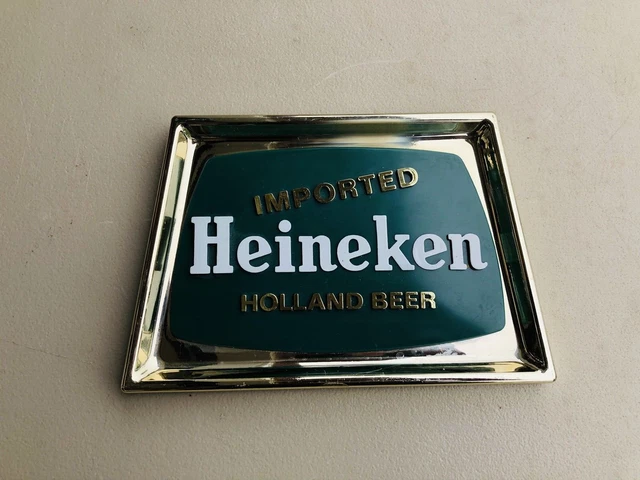 IMPORTED
Heineken
HOLLAND BEER